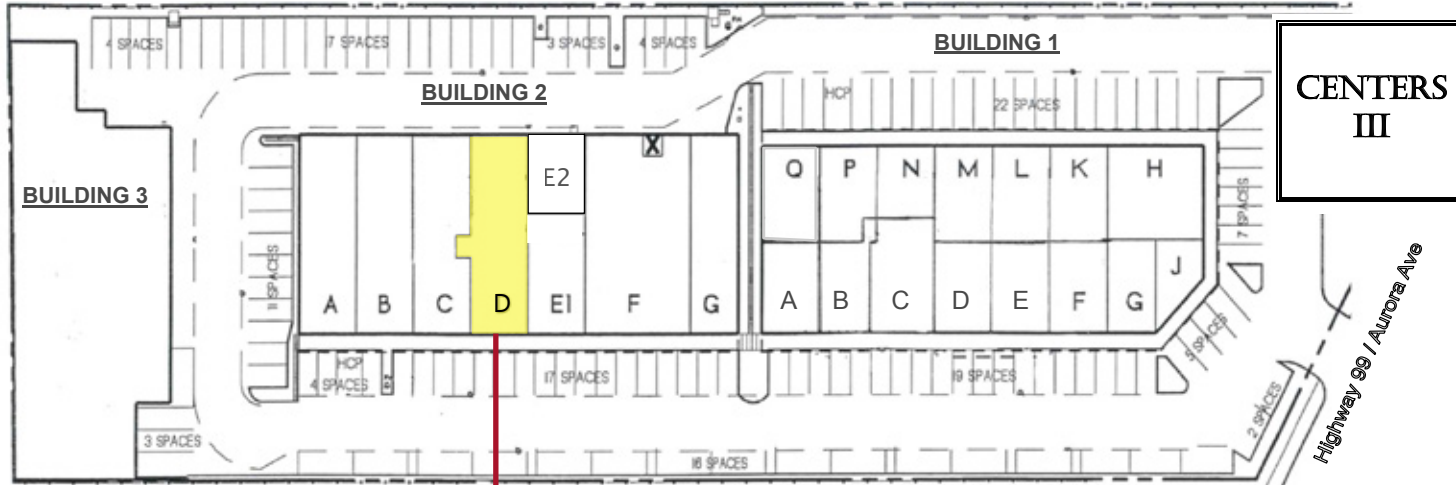 4 SPACES
17 SPACES
3 SPACES
4 SPACES
BUILDING 1
CENTERS
III
BUILDING 2
HCP
22 SPACES
BUILDING 3
X
E2
Q
P
N
M
L
K
H
7 SPACES
11 SPACES
A
B
C
D
E1
F
G
A
B
C
D
E
F
G
J
Highway 99 / Aurora Ave
HCP
4 SPACES
17 SPACES
19 SPACES
5 SPACES
2 SPACES
3 SPACES
16 SPACES